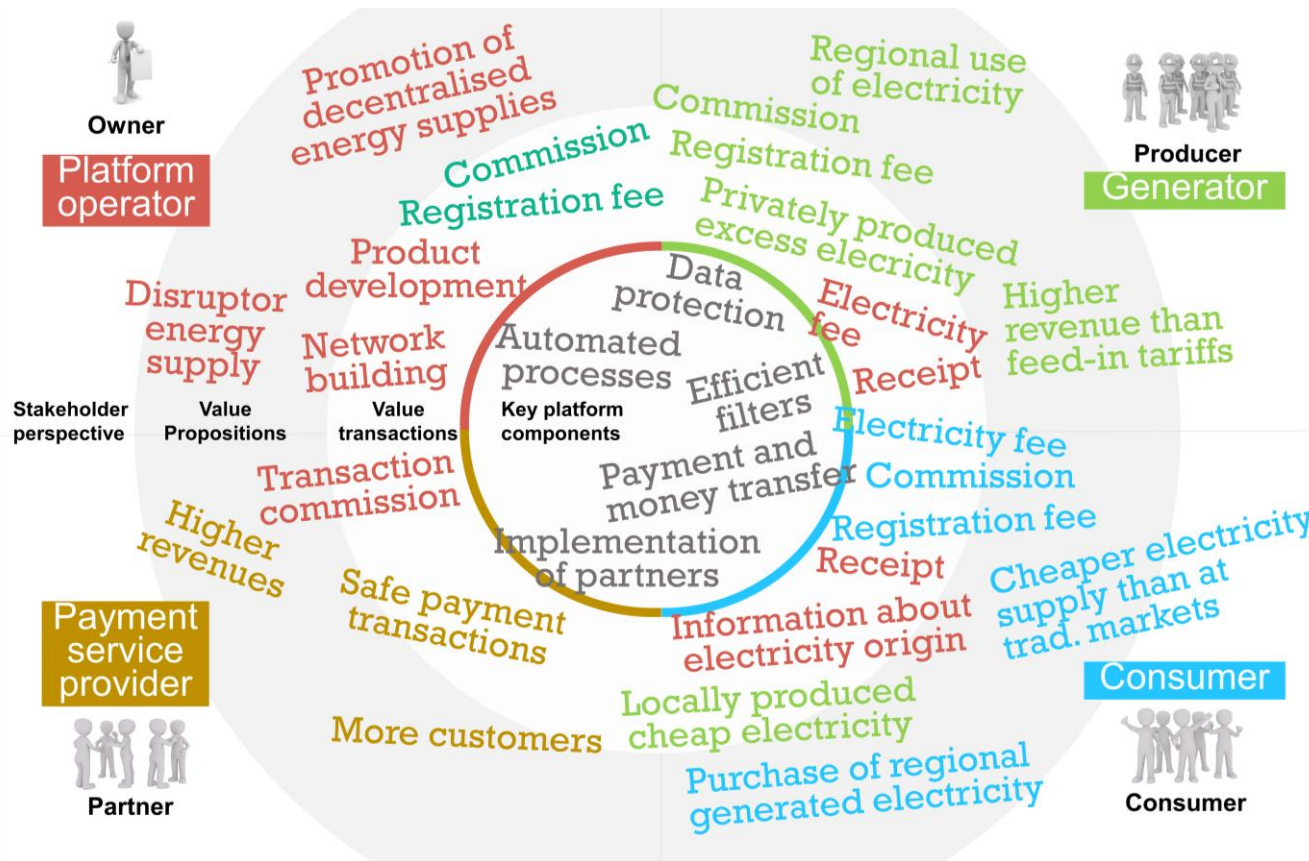 Owner
Platform
operator
Promotion of
decentralised
energy supplies
Commission
Registration fee
Product
development
Disruptor
energy
supply
Network
building
Regional use
of electricity
Commission
Registration fee
Privately produced
excess elecricity
Producer
Generator
Electricity
fee
Receipt
Higher
revenue than
feed-in tariffs
Data
protection
Automated
processes
Efficient
filters
Stakeholder
perspective
Value
Propositions
Value
transactions
Key platform
components
Payment and
money transfer
Implementation
of partners
Transaction
commission
Higher
revenues
Safe payment
transactions
More customers
Payment
service
provider
Partner
Electricity fee
Commission
Registration fee
Receipt
Information about
electricity origin
Cheaper electricity
supply than at
trad. markets
Locally produced
cheap electricity
Purchase of regional
generated electricity
Consumer
Consumer